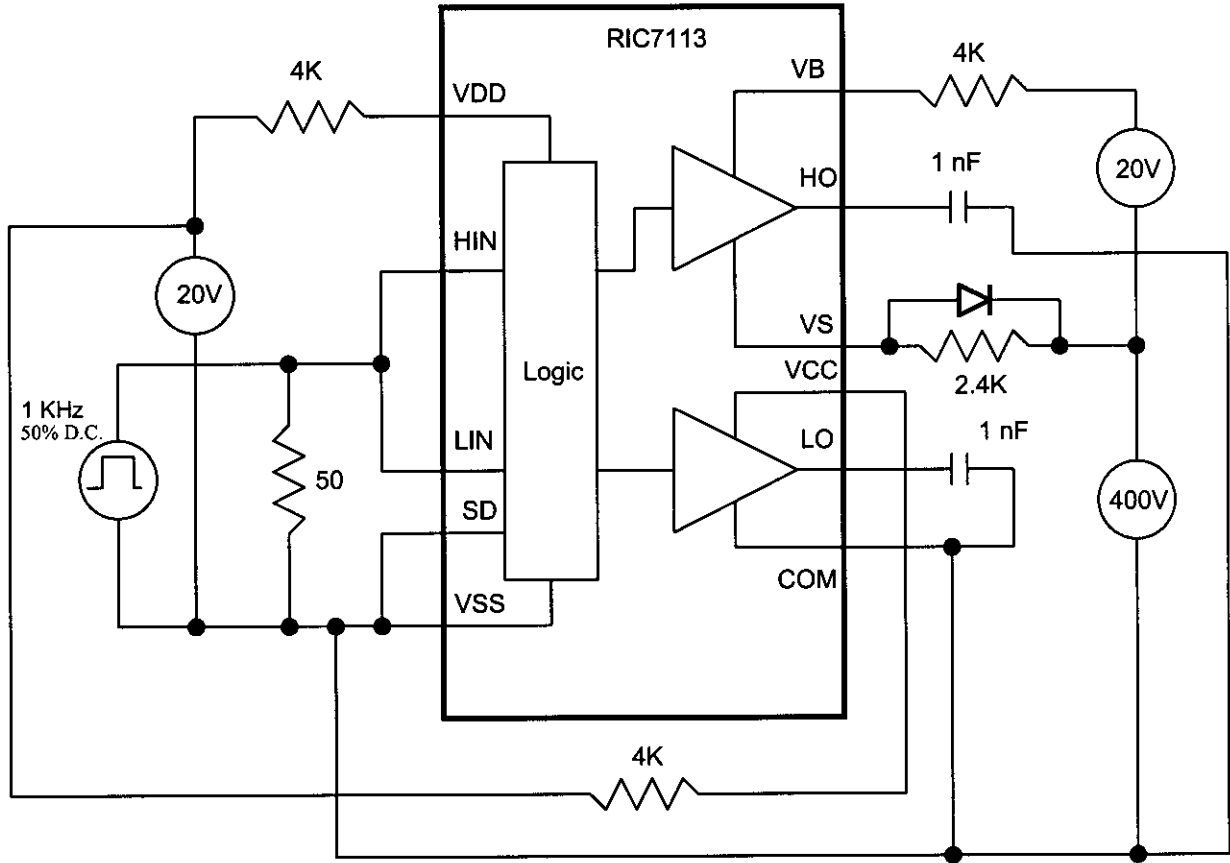 RIC7113
4K
VDD
VB
4K
1 nF
HO
20V
HIN
20V
VS
VCC
2.4K
Logic
1 KHz
50% D.C.
LIN
LO
1 nF
50
SD
400V
VSS
COM
4K